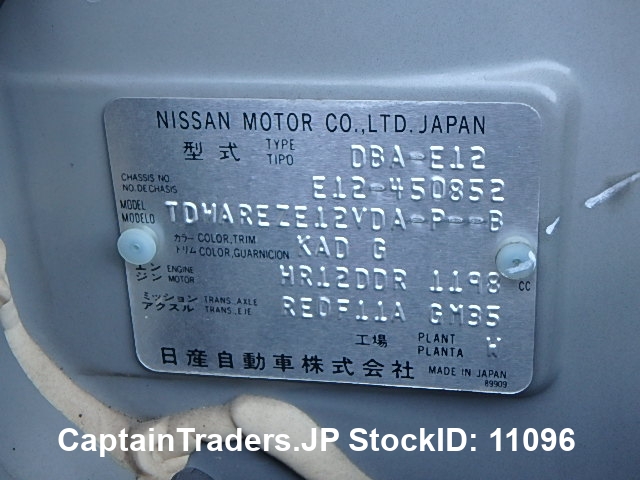 NISSAN MOTOR CO.,LTD. JAPAN
型式 TYPE TIPO DBA-E12
CHASSIS NO. NO. DE CHASIS E12-450852
MODEL MODELO TDHAREZE12VDA-P--B
カラー COLOR,TRIM トリム COLOR,GUARNICION KAD G
エンジン ENGINE MOTOR HR12DDR 1198 CC
ミッション TRANS.AXLE アクスル TRANS.,EJE RE0F11A GM35
工場 PLANT PLANTA
日産自動車株式会社 MADE IN JAPAN
89909
CaptainTraders.JP StockID: 11096